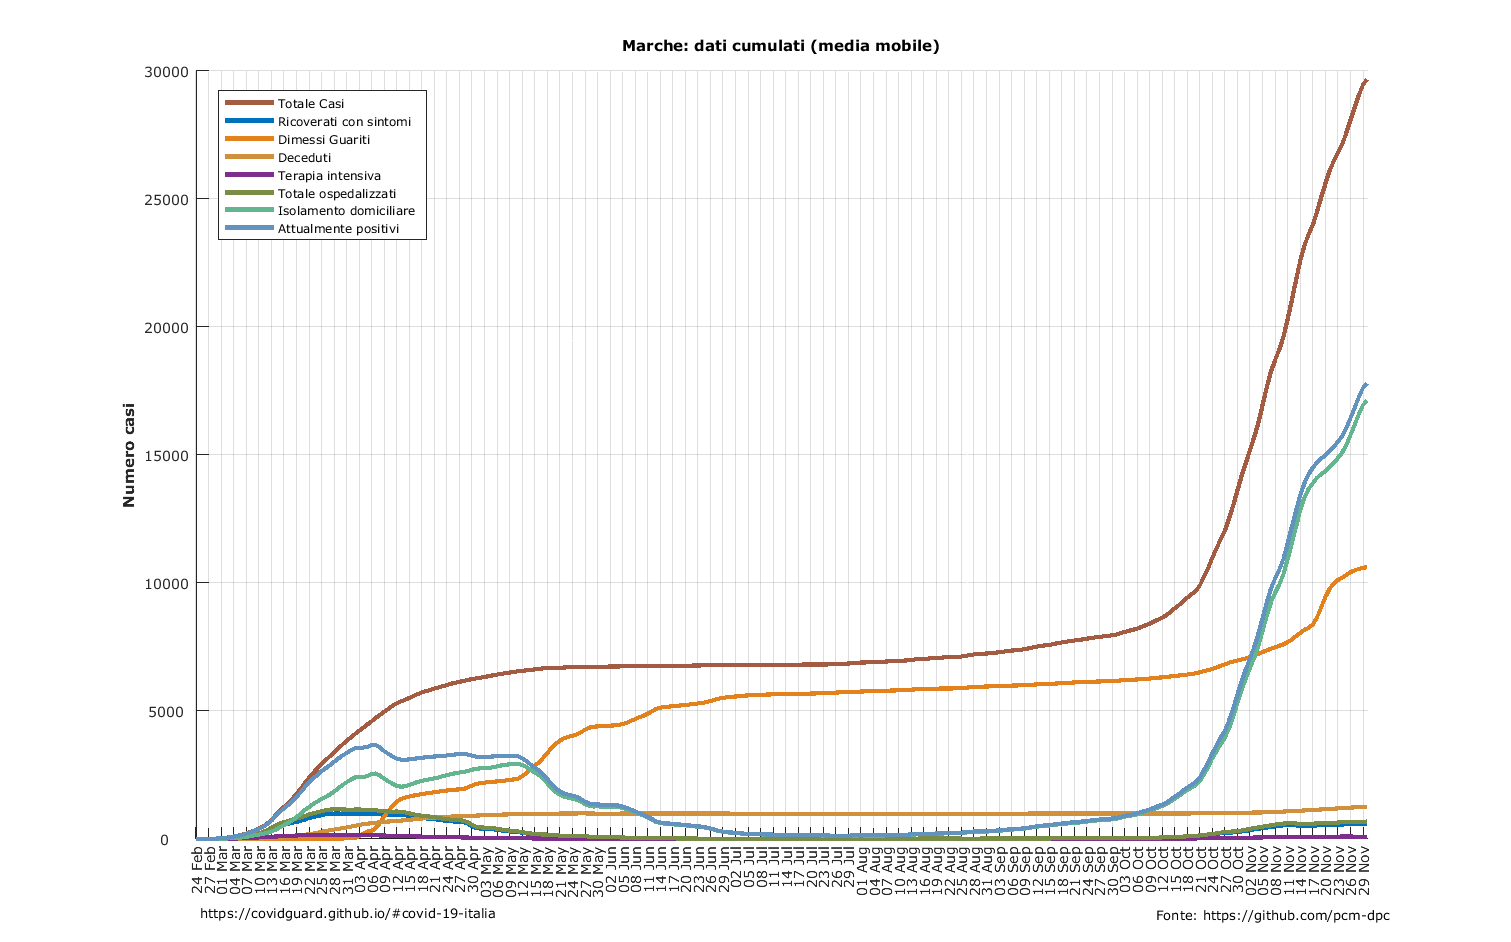 Marche: dati cumulati (media mobile)
30000
25000
20000
15000
10000
5000
0
Numero casi
Totale Casi
Ricoverati con sintomi
Dimessi Guariti
Deceduti
Terapia intensiva
Totale ospedalizzati
Isolamento domiciliare
Attualmente positivi
24 Feb
27 Feb
01 Mar
04 Mar
07 Mar
10 Mar
13 Mar
16 Mar
19 Mar
22 Mar
25 Mar
28 Mar
31 Mar
03 Apr
06 Apr
09 Apr
12 Apr
15 Apr
18 Apr
21 Apr
24 Apr
27 Apr
30 Apr
03 May
06 May
09 May
12 May
15 May
18 May
21 May
24 May
27 May
30 May
02 Jun
05 Jun
08 Jun
11 Jun
14 Jun
17 Jun
20 Jun
23 Jun
26 Jun
29 Jun
02 Jul
05 Jul
08 Jul
11 Jul
14 Jul
17 Jul
20 Jul
23 Jul
26 Jul
29 Jul
01 Aug
04 Aug
07 Aug
10 Aug
13 Aug
16 Aug
19 Aug
22 Aug
25 Aug
28 Aug
31 Aug
03 Sep
06 Sep
09 Sep
12 Sep
15 Sep
18 Sep
21 Sep
24 Sep
27 Sep
30 Sep
03 Oct
06 Oct
09 Oct
12 Oct
15 Oct
18 Oct
21 Oct
24 Oct
27 Oct
30 Oct
02 Nov
05 Nov
08 Nov
11 Nov
14 Nov
17 Nov
20 Nov
23 Nov
26 Nov
29 Nov
https://covidguard.github.io/#covid-19-italia
Fonte: https://github.com/pcm-dpc